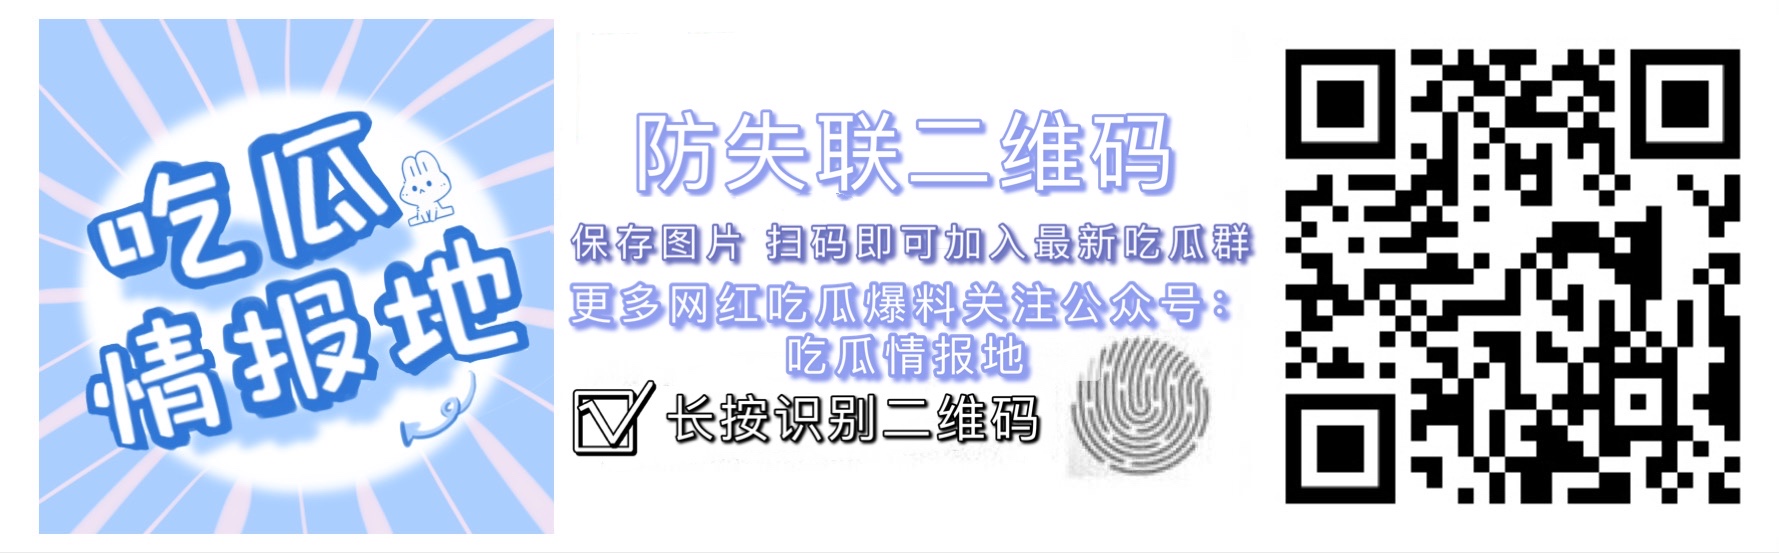 吃瓜
情报地
防失联二维码
保存图片 扫码即可加入最新吃瓜群
更多网红吃瓜爆料关注公众号：
吃瓜情报地
长按识别二维码